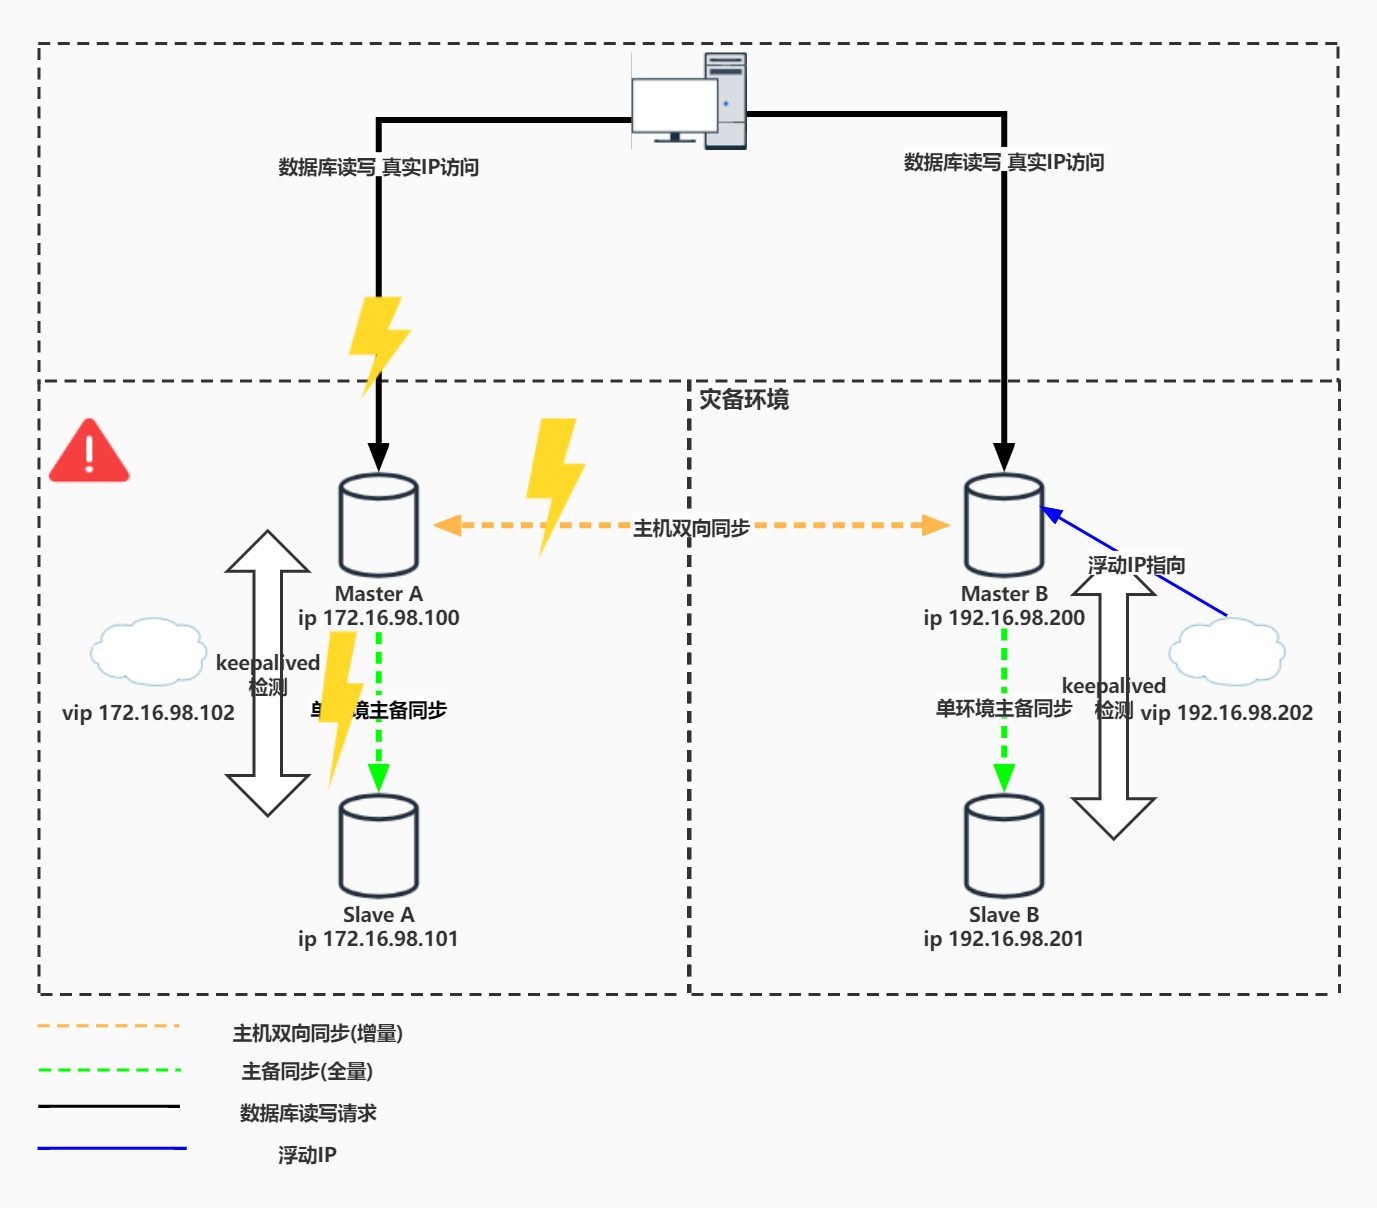 数据库读写 真实IP访问
数据库读写 真实IP访问
灾备环境
主机双向同步
浮动IP指向
Master A
ip 172.16.98.100
Master B
ip 192.16.98.200
keepalived
检测
keepalived
检测
vip 172.16.98.102
单 境主备同步
单环境主备同步
vip 192.16.98.202
Slave A
ip 172.16.98.101
Slave B
ip 192.16.98.201
主机双向同步(增量)
主备同步(全量)
数据库读写请求
浮动IP